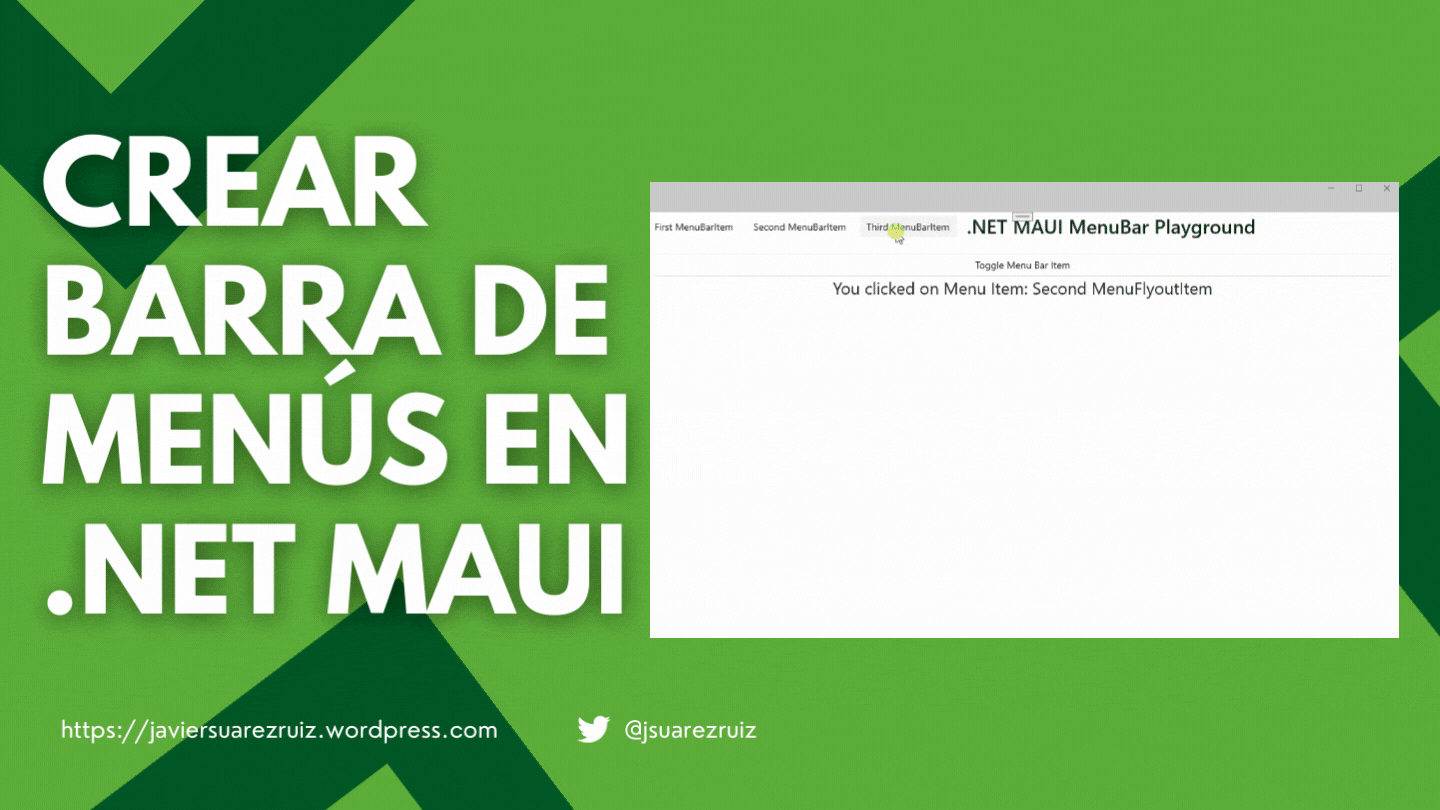 CREAR
BARRA DE
MENÚS EN
.NET MAUI
First MenuBarItem Second MenuBarItem Third MenuBarItem .NET MAUI MenuBar Playground
Toggle Menu Bar Item
You clicked on Menu Item: Second MenuFlyoutItem
https://javiersuarezruiz.wordpress.com @jsuarezruiz